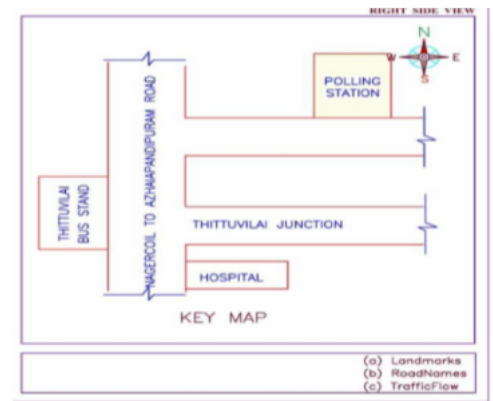 RIGHT SIDE VIEW
N
W
E
S
POLLING
STATION
NAGERCOIL TO AZHAIAPANDIPURAM ROAD
THITTUVILAI
BUS STAND
THITTUVILAI JUNCTION
HOSPITAL
KEY MAP
(a) Landmarks
(b) RoadNames
(c) TrafficFlow